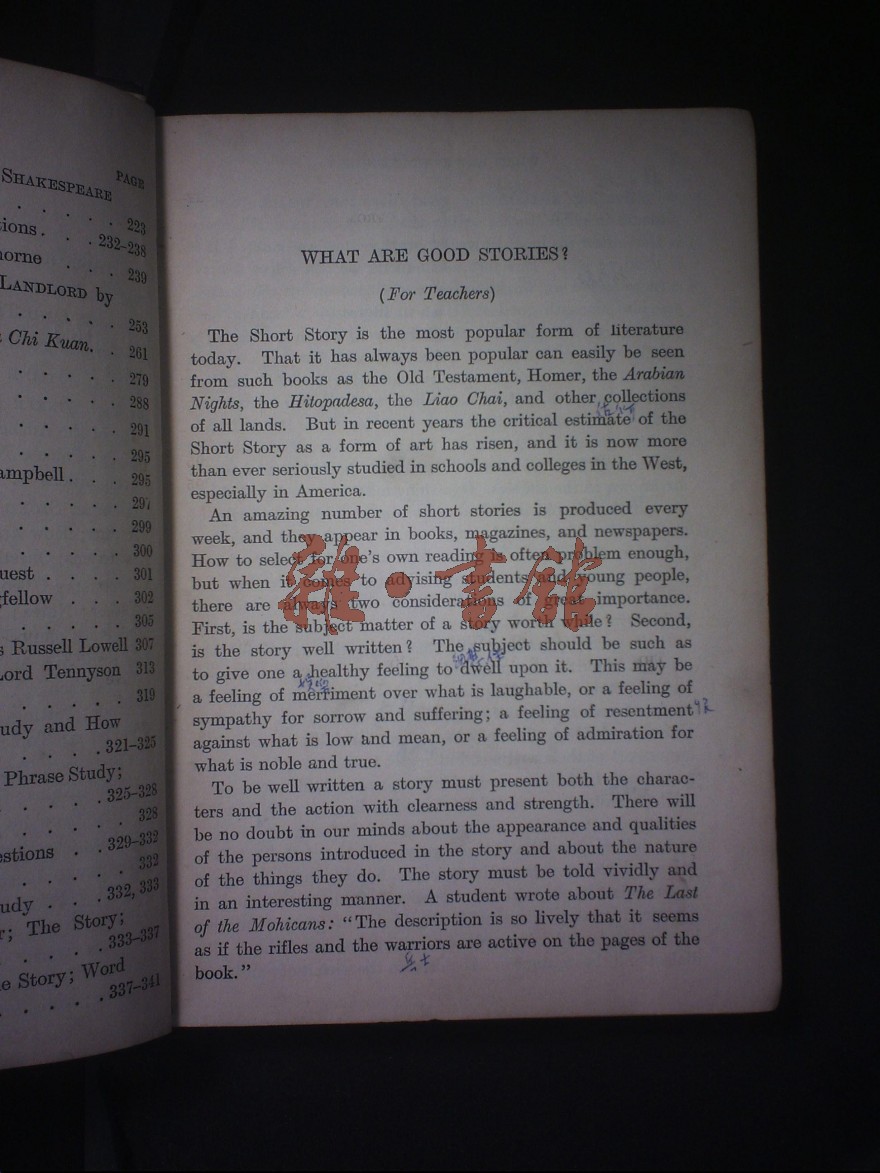 PAGE
SHAKESPEARE
. . . . . 223
ions. . . 232–238
orne . . . 239
LANDLORD by
. . . . . 253
Chi Kuan. . 261
. . . . . 279
. . . . . 288
. . . . . 291
. . . . . 295
ampbell . . . 295
. . . . . 297
. . . . . 299
. . . . . 300
uest . . . . 301
fellow . . . 302
. . . . . 305
s Russell Lowell 307
Lord Tennyson 313
. . . . . 319
udy and How
. . . . 321–325
Phrase Study;
. . . . 325–328
. . . . . 328
estions . . 329–332
. . . . . 332
udy . . . 332, 333
r; The Story;
. . . . 333–337
e Story; Word
. . . . 337–341
WHAT ARE GOOD STORIES?
(For Teachers)
The Short Story is the most popular form of literature
today. That it has always been popular can easily be seen
from such books as the Old Testament, Homer, the Arabian
Nights, the Hitopadesa, the Liao Chai, and other collections
of all lands. But in recent years the critical estimate of the
Short Story as a form of art has risen, and it is now more
than ever seriously studied in schools and colleges in the West,
especially in America.
An amazing number of short stories is produced every
week, and they appear in books, magazines, and newspapers.
How to select for one's own reading is often problem enough,
but when it comes to advising students and young people,
there are always two considerations of great importance.
First, is the subject matter of a story worth while? Second,
is the story well written? The subject should be such as
to give one a healthy feeling to dwell upon it. This may be
a feeling of merriment over what is laughable, or a feeling of
sympathy for sorrow and suffering; a feeling of resentment
against what is low and mean, or a feeling of admiration for
what is noble and true.
To be well written a story must present both the charac-
ters and the action with clearness and strength. There will
be no doubt in our minds about the appearance and qualities
of the persons introduced in the story and about the nature
of the things they do. The story must be told vividly and
in an interesting manner. A student wrote about The Last
of the Mohicans: "The description is so lively that it seems
as if the rifles and the warriors are active on the pages of the
book."
雜·書館